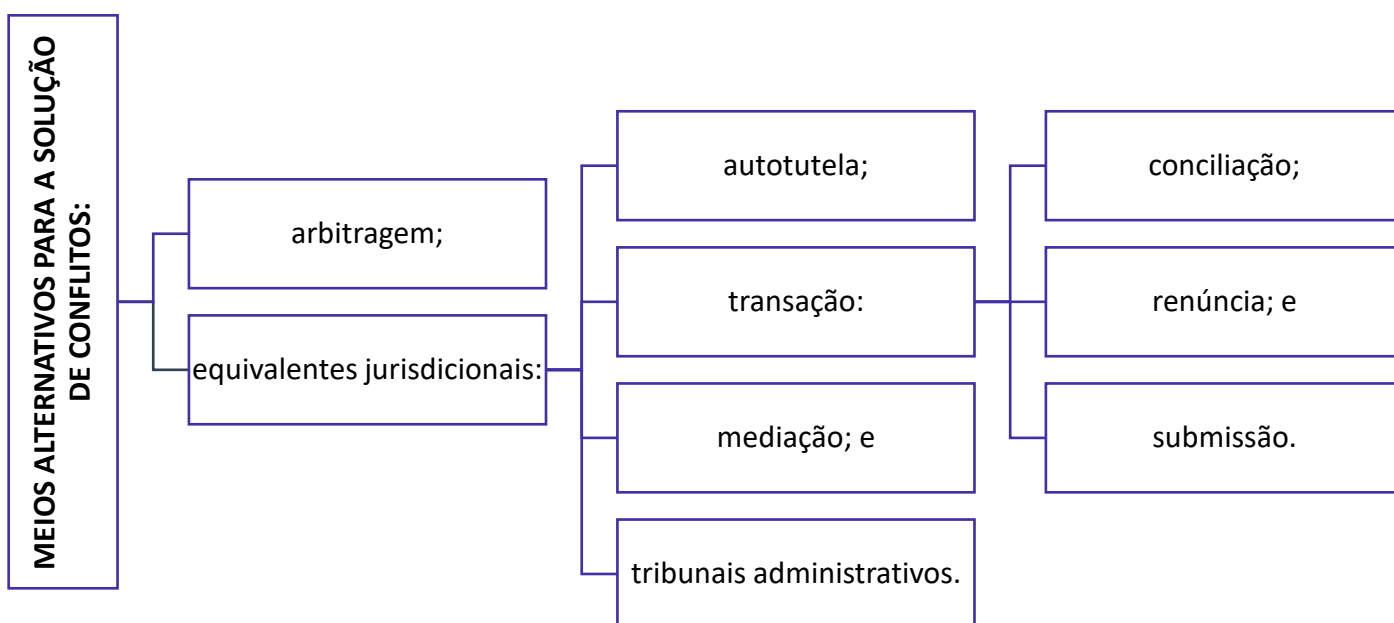 MEIOS ALTERNATIVOS PARA A SOLUÇÃO
DE CONFLITOS:
arbitragem;
equivalentes jurisdicionais:
autotutela;
transação:
mediação; e
tribunais administrativos.
conciliação;
renúncia; e
submissão.